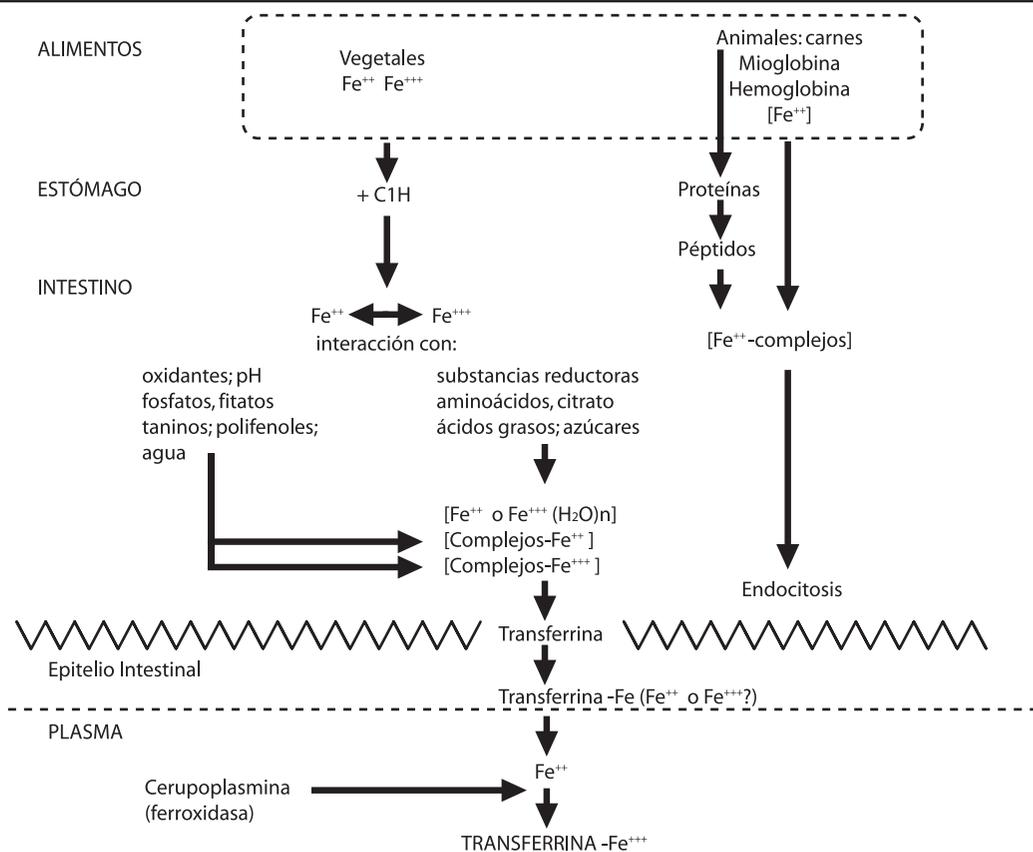 ALIMENTOS
Vegetales
Fe⁺⁺ Fe⁺⁺⁺
Animales: carnes
Mioglobina
Hemoglobina
[Fe⁺⁺]
ESTÓMAGO
+ C1H
Proteínas
Péptidos
INTESTINO
Fe⁺⁺ Fe⁺⁺⁺
interacción con:
[Fe⁺⁺-complejos]
oxidantes; pH
fosfatos, fitatos
taninos; polifenoles;
agua
substancias reductoras
aminoácidos, citrato
ácidos grasos; azúcares
[Fe⁺⁺ o Fe⁺⁺⁺ (H₂O)n]
[Complejos-Fe⁺⁺ ]
[Complejos-Fe⁺⁺⁺ ]
Endocitosis
Transferrina
Epitelio Intestinal
Transferrina -Fe (Fe⁺⁺ o Fe⁺⁺⁺?)
PLASMA
Fe⁺⁺
Cerupoplasmina
(ferroxidasa)
TRANSFERRINA -Fe⁺⁺⁺